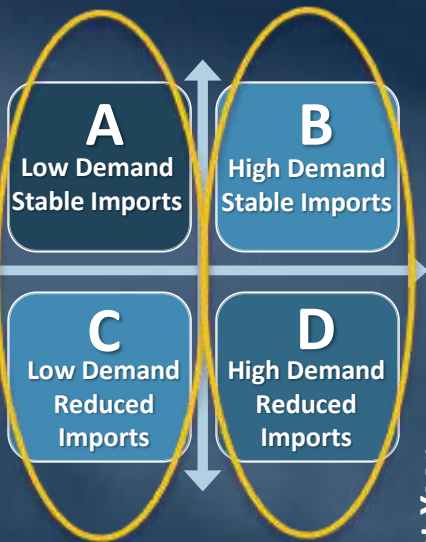 A
Low Demand
Stable Imports
B
High Demand
Stable Imports
C
Low Demand
Reduced
Imports
D
High Demand
Reduced
Imports